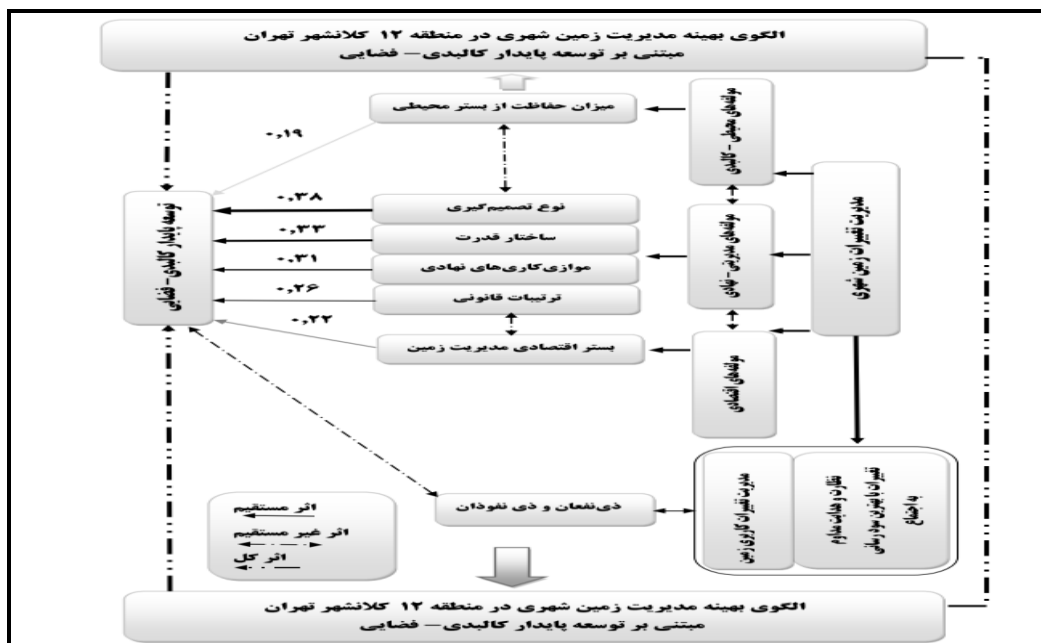 الگوی بهینه مدیریت زمین شهری در منطقه ۱۲ کلانشهر تهران
مبتنی بر توسعه پایدار کالبدی– فضایی
مدیریت تغییرات زمین شهری
مولفه‌های محیطی – کالبدی
مولفه‌های مدیریتی – نهادی
مولفه‌های اقتصادی
میزان حفاظت از بستر محیطی
نوع تصمیم‌گیری
ساختار قدرت
موازی‌کاری‌های نهادی
ترتیبات قانونی
بستر اقتصادی مدیریت زمین
۰,۱۹
۰,۳۸
۰,۳۳
۰,۳۱
۰,۲۶
۰,۲۲
توسعه پایدار کالبدی– فضایی
نظارت و هدایت مداوم
تغییرات با بهترین سود رسانی
به اجتماع
مدیریت تغییرات کاربری زمین
ذی‌نفعان و ذی نفوذان
اثر مستقیم
اثر غیر مستقیم
اثر کل
الگوی بهینه مدیریت زمین شهری در منطقه ۱۲ کلانشهر تهران
مبتنی بر توسعه پایدار کالبدی– فضایی